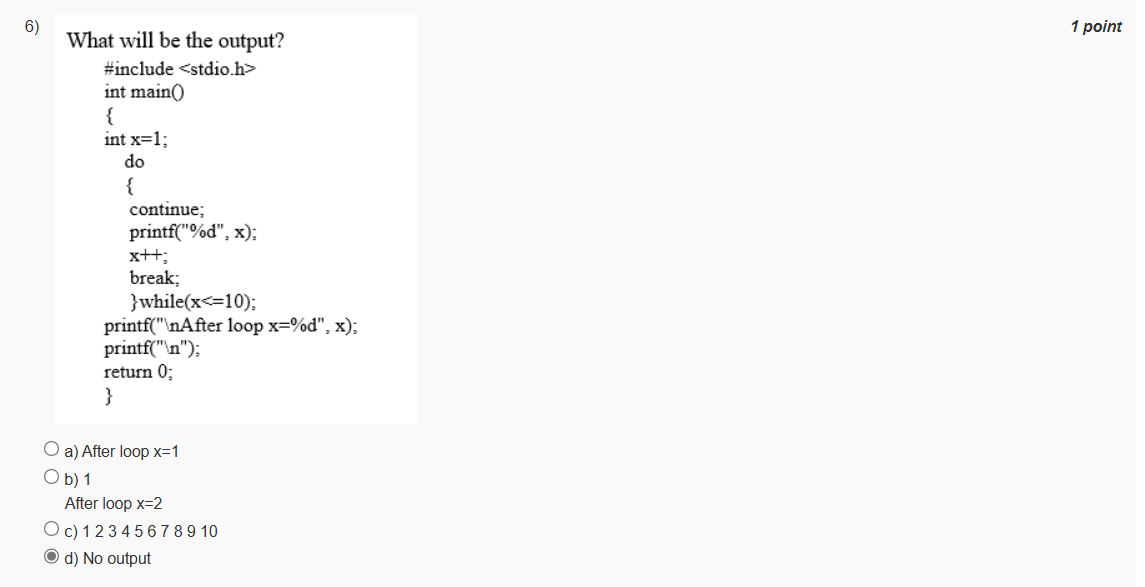 6)
1 point
What will be the output?
#include <stdio.h>
int main()
{
int x=1;
do
{
continue;
printf("%d", x);
x++;
break;
}while(x<=10);
printf("\nAfter loop x=%d", x);
printf("\n");
return 0;
}
a) After loop x=1
b) 1
After loop x=2
c) 1 2 3 4 5 6 7 8 9 10
d) No output